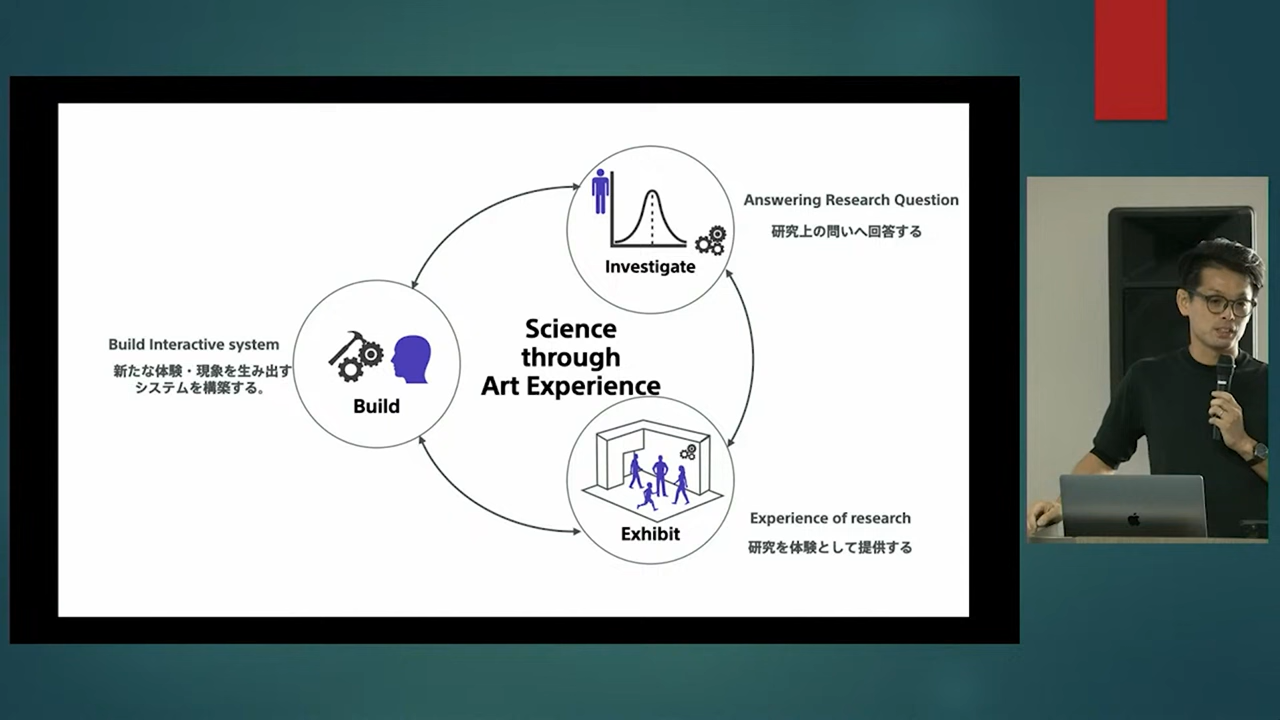 Answering Research Question
研究上の問いへ回答する
Investigate
Science
through
Art Experience
Build Interactive system
新たな体験・現象を生み出す
システムを構築する。
Build
Exhibit
Experience of research
研究を体験として提供する